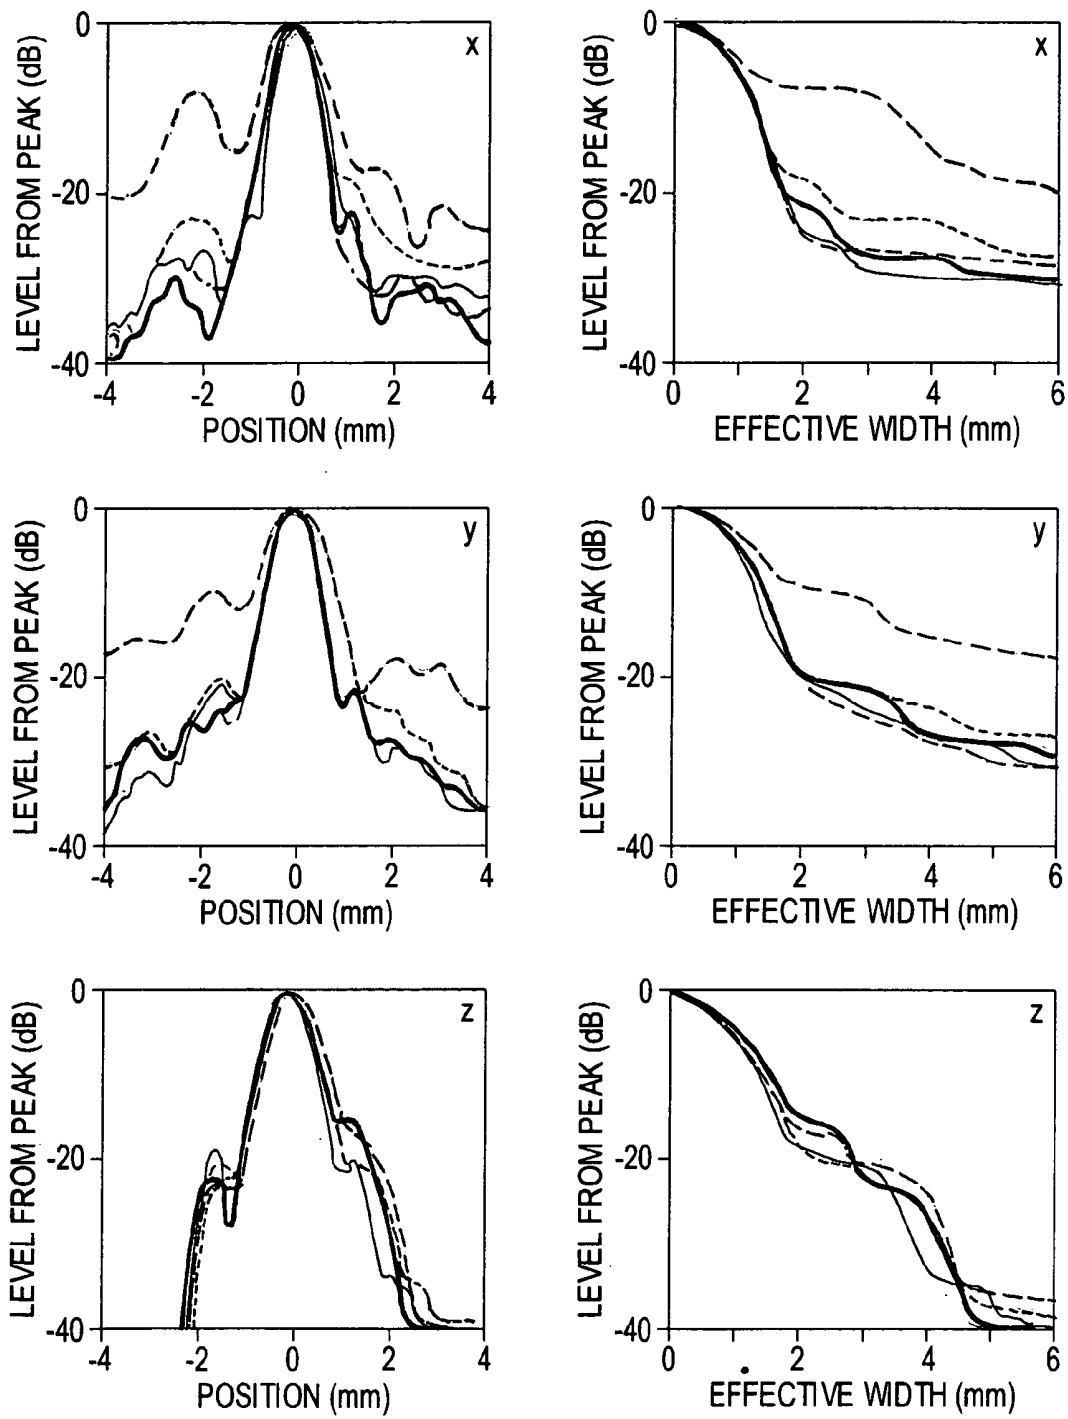 x
LEVEL FROM PEAK (dB)
0
-20
-40
-4 -2 0 2 4
POSITION (mm)
x
LEVEL FROM PEAK (dB)
0
-20
-40
0 2 4 6
EFFECTIVE WIDTH (mm)
y
LEVEL FROM PEAK (dB)
0
-20
-40
-4 -2 0 2 4
POSITION (mm)
y
LEVEL FROM PEAK (dB)
0
-20
-40
0 2 4 6
EFFECTIVE WIDTH (mm)
z
LEVEL FROM PEAK (dB)
0
-20
-40
-4 -2 0 2 4
POSITION (mm)
z
LEVEL FROM PEAK (dB)
0
-20
-40
0 2 4 6
EFFECTIVE WIDTH (mm)